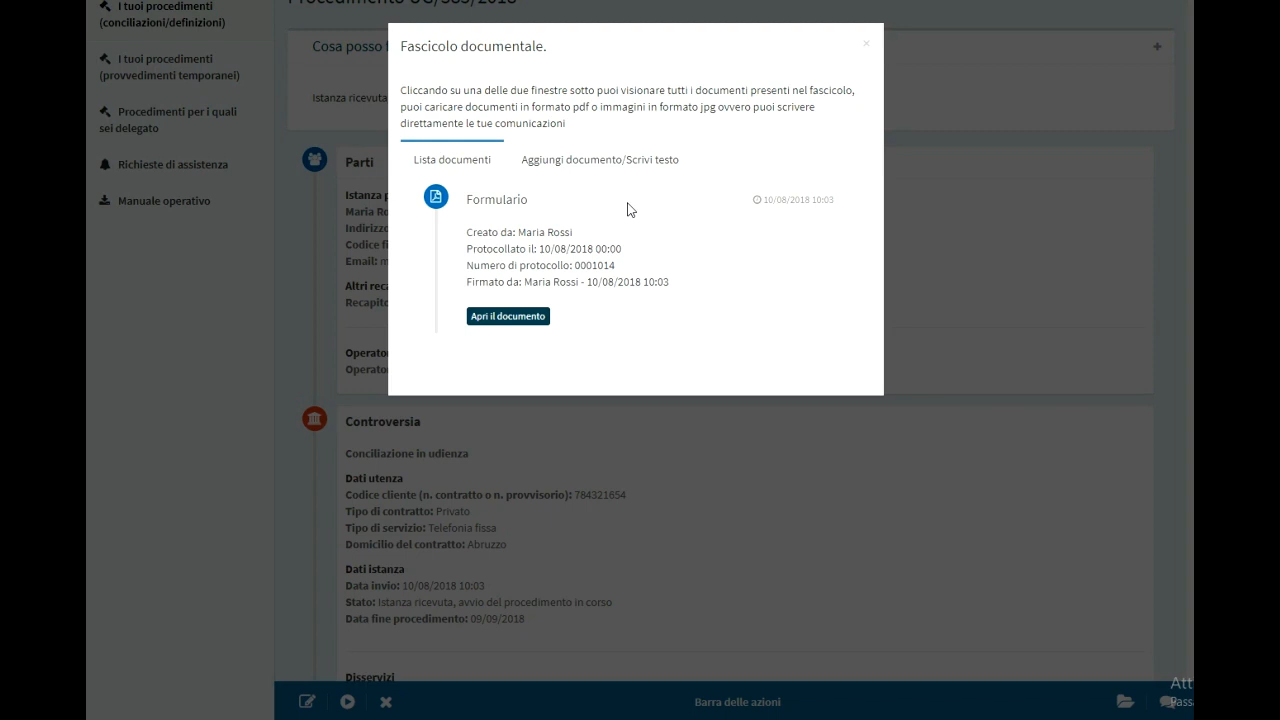 I tuoi procedimenti
(conciliazioni/definizioni)
I tuoi procedimenti
(provvedimenti temporanei)
Procedimenti per i quali
sei delegato
Richieste di assistenza
Manuale operativo
Cosa posso
Istanza ricevuta
Fascicolo documentale.
×
Cliccando su una delle due finestre sotto puoi visionare tutti i documenti presenti nel fascicolo,
puoi caricare documenti in formato pdf o immagini in formato jpg ovvero puoi scrivere
direttamente le tue comunicazioni
Lista documenti
Aggiungi documento/Scrivi testo
Formulario
10/08/2018 10:03
Creato da: Maria Rossi
Protocollato il: 10/08/2018 00:00
Numero di protocollo: 0001014
Firmato da: Maria Rossi - 10/08/2018 10:03
Apri il documento
Parti
Istanza
Maria
Indirizzo
Codice
Email:
Altri
Recapito
Controversia
Conciliazione in udienza
Dati utenza
Codice cliente (n. contratto o n. provvisorio): 784321654
Tipo di contratto: Privato
Tipo di servizio: Telefonia fissa
Domicilio del contratto: Abruzzo
Dati istanza
Data invio: 10/08/2018 10:03
Stato: Istanza ricevuta, avvio del procedimento in corso
Data fine procedimento: 09/09/2018
Disservizi
Barra delle azioni